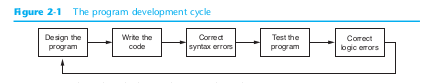 Figure 2-1 The program development cycle
Design the
program
Write the
code
Correct
syntax errors
Test the
program
Correct
logic errors